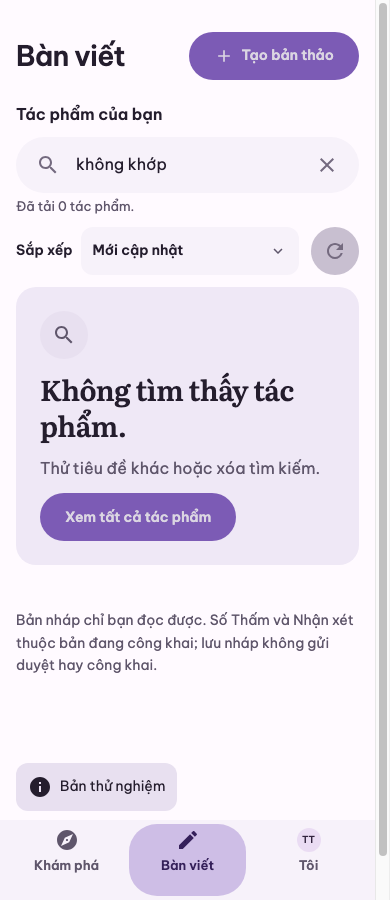 Bàn viết
Tạo bản thảo
Tác phẩm của bạn
không khớp
Đã tải 0 tác phẩm.
Sắp xếp
Mới cập nhật
Không tìm thấy tác
phẩm.
Thử tiêu đề khác hoặc xóa tìm kiếm.
Xem tất cả tác phẩm
Bản nháp chỉ bạn đọc được. Số Thấm và Nhận xét
thuộc bản đang công khai; lưu nháp không gửi
duyệt hay công khai.
Bản thử nghiệm
Khám phá
Bàn viết
TT
Tôi